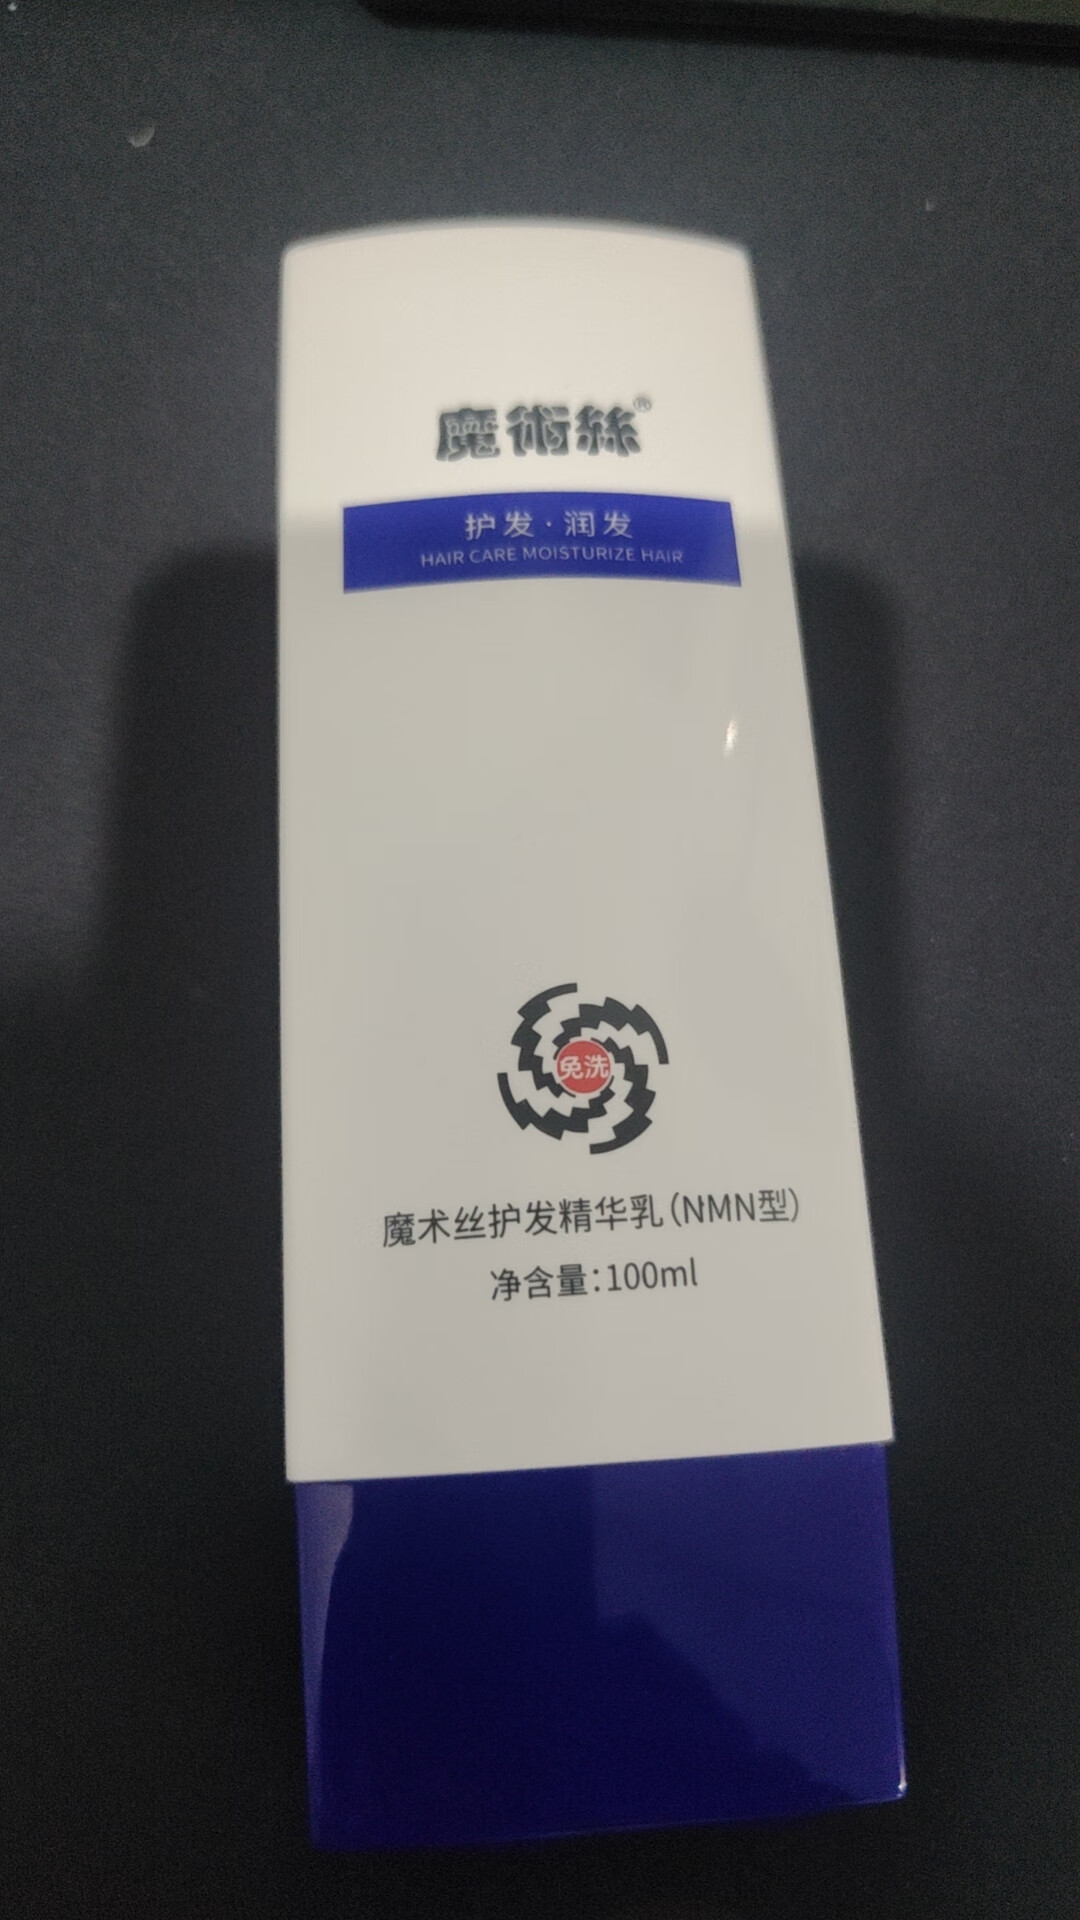 魔術絲®
护发·润发
HAIR CARE MOISTURIZE HAIR
免洗
魔术丝护发精华乳(NMN型)
净含量:100ml